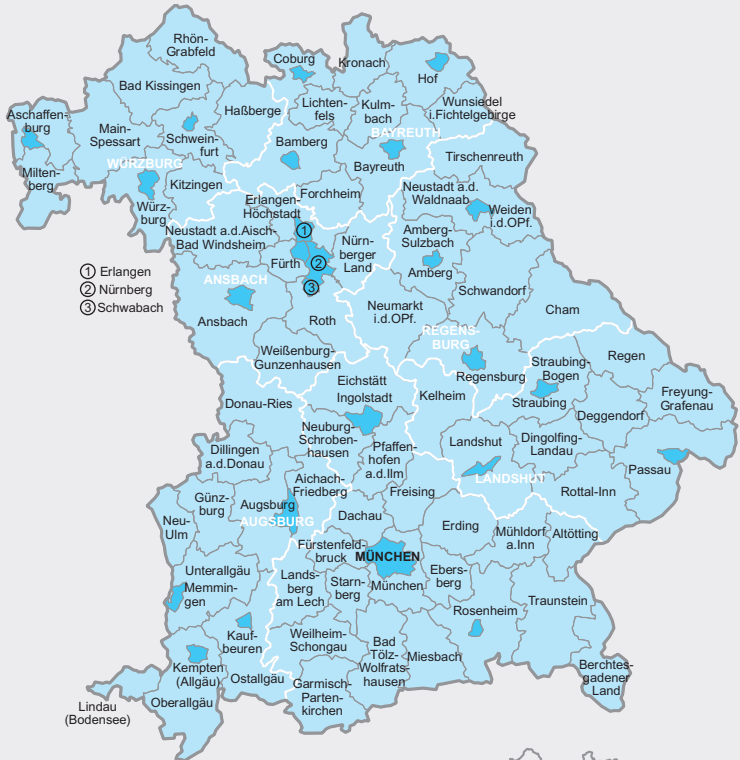 Rhön-
Grabfeld
Coburg
Kronach
Hof
Bad Kissingen
Lichten-
fels
Kulm-
bach
Wunsiedel
i.Fichtelgebirge
Haßberge
Aschaffen-
burg
Main-
Spessart
Schwein-
furt
Bamberg
BAYREUTH
Bayreuth
Tirschenreuth
WÜRZBURG
Milten-
berg
Kitzingen
Würz-
burg
Forchheim
Neustadt a.d.
Waldnaab
Weiden
i.d.OPf.
Erlangen-
Höchstadt
Neustadt a.d.Aisch-
Bad Windsheim
Nürn-
berger
Land
Amberg-
Sulzbach
Amberg
Fürth
1
2
3
1 Erlangen
2 Nürnberg
3 Schwabach
ANSBACH
Ansbach
Roth
Neumarkt
i.d.OPf.
Schwandorf
Cham
REGENS-
BURG
Regensburg
Weißenburg-
Gunzenhausen
Straubing-
Bogen
Straubing
Regen
Freyung-
Grafenau
Deggendorf
Eichstätt
Ingolstadt
Kelheim
Donau-Ries
Neuburg-
Schroben-
hausen
Pfaffen-
hofen
a.d.Ilm
Landshut
LANDSHUT
Dingolfing-
Landau
Passau
Rottal-Inn
Dillingen
a.d.Donau
Aichach-
Friedberg
Günz-
burg
Augsburg
AUGSBURG
Neu-
Ulm
Freising
Dachau
Erding
Mühldorf
a.Inn
Altötting
Fürstenfeld-
bruck
MÜNCHEN
München
Ebers-
berg
Unterallgäu
Memmin-
gen
Lands-
berg
am Lech
Starn-
berg
Rosenheim
Traunstein
Kauf-
beuren
Weilheim-
Schongau
Bad
Tölz-
Wolfrats-
hausen
Miesbach
Berchtes-
gadener
Land
Kempten
(Allgäu)
Ostallgäu
Garmisch-
Parten-
kirchen
Oberallgäu
Lindau
(Bodensee)